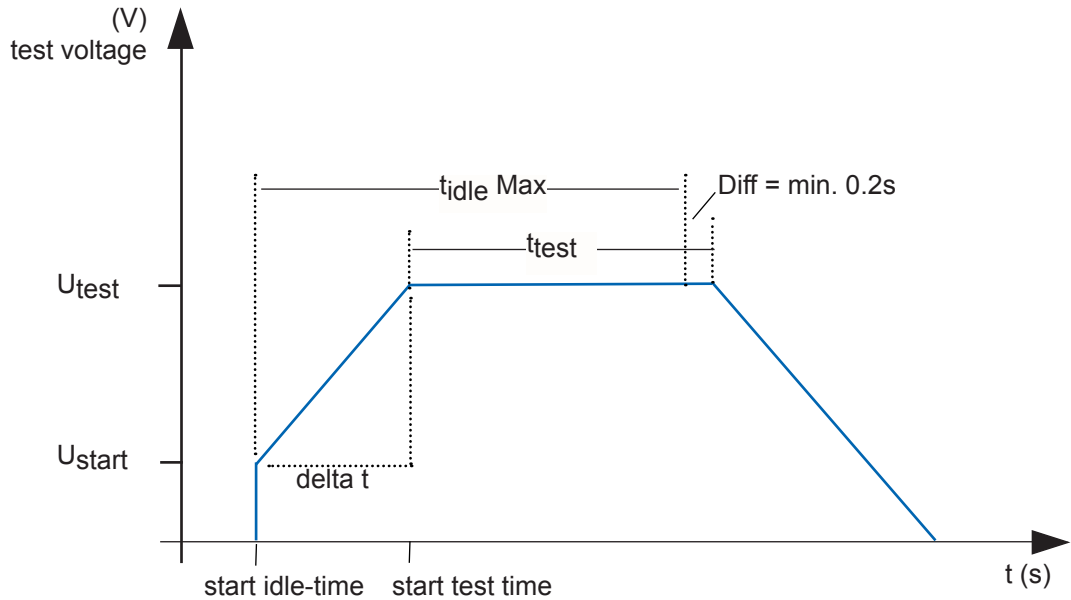 (V)
test voltage
tidle Max
Diff = min. 0.2s
ttest
Utest
Ustart
delta t
start idle-time
start test time
t (s)